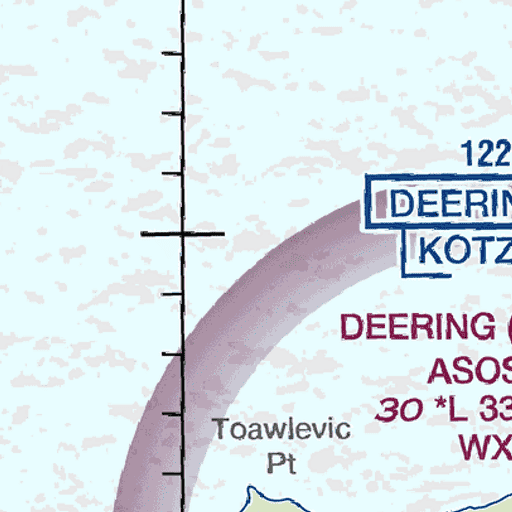 122
DEERIN
KOTZ
DEERING (
ASOS
30 *L 33
WX
Toawlevic
Pt